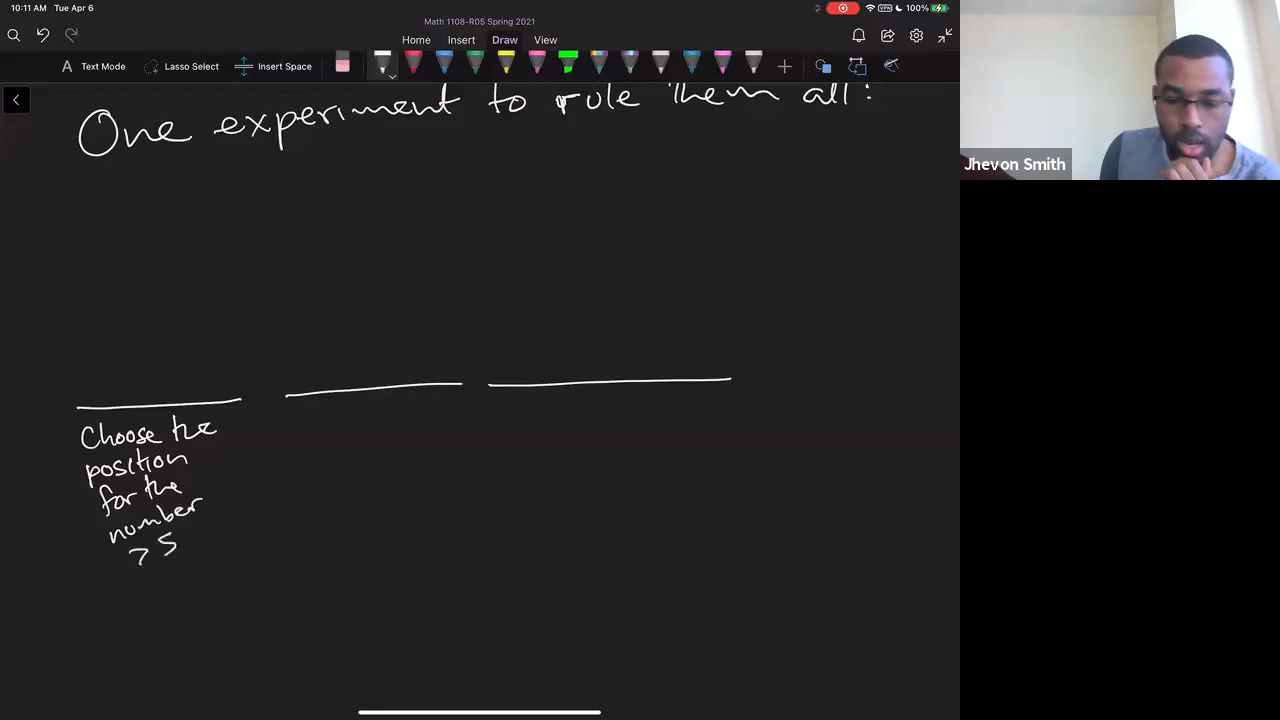 10:11 AM Tue Apr 6
Math 1108-R05 Spring 2021
VPN 100%
Home Insert Draw View
A Text Mode Lasso Select Insert Space
One experiment to rule them all:
Jhevon Smith
Choose the
position
for the
number
> 5